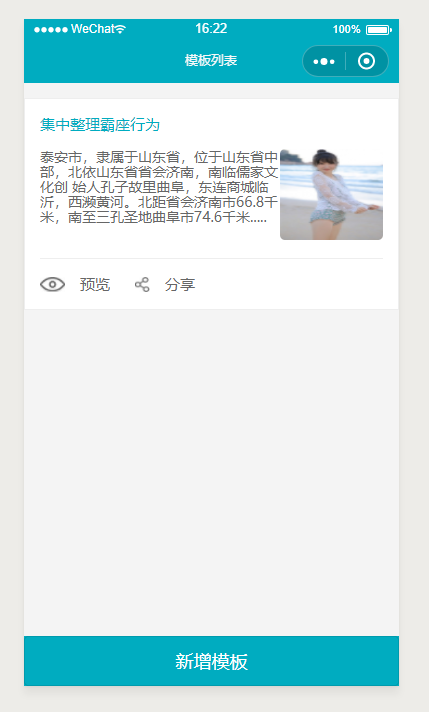 WeChat 16:22 100%
模板列表
集中整理霸座行为
泰安市，隶属于山东省，位于山东省中
部，北依山东省省会济南，南临儒家文
化创 始人孔子故里曲阜，东连商城临
沂，西濒黄河。北距省会济南市66.8千
米，南至三孔圣地曲阜市74.6千米.....
预览 分享
新增模板